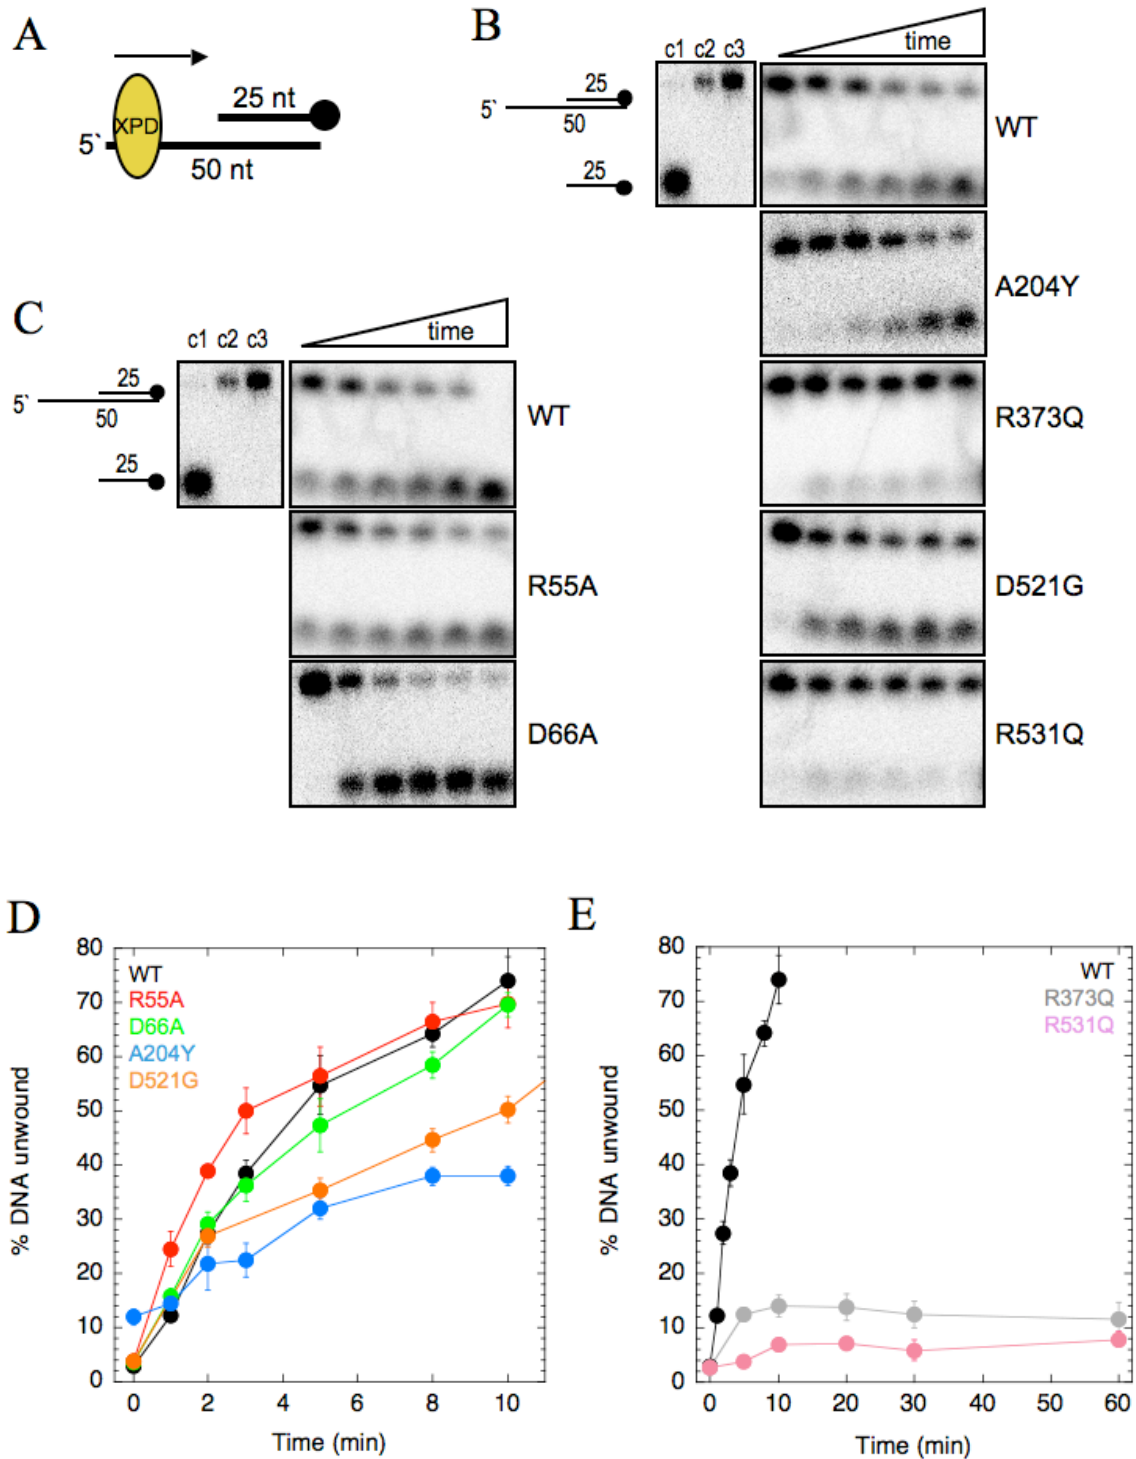 A
XPD
25 nt
5`
50 nt
B
c1 c2 c3
time
25
5`
50
25
WT
A204Y
R373Q
D521G
R531Q
C
c1 c2 c3
time
25
5`
50
25
WT
R55A
D66A
D
80
70
60
50
40
30
20
10
0
% DNA unwound
WT
R55A
D66A
A204Y
D521G
0 2 4 6 8 10
Time (min)
E
80
70
60
50
40
30
20
10
0
% DNA unwound
WT
R373Q
R531Q
0 10 20 30 40 50 60
Time (min)